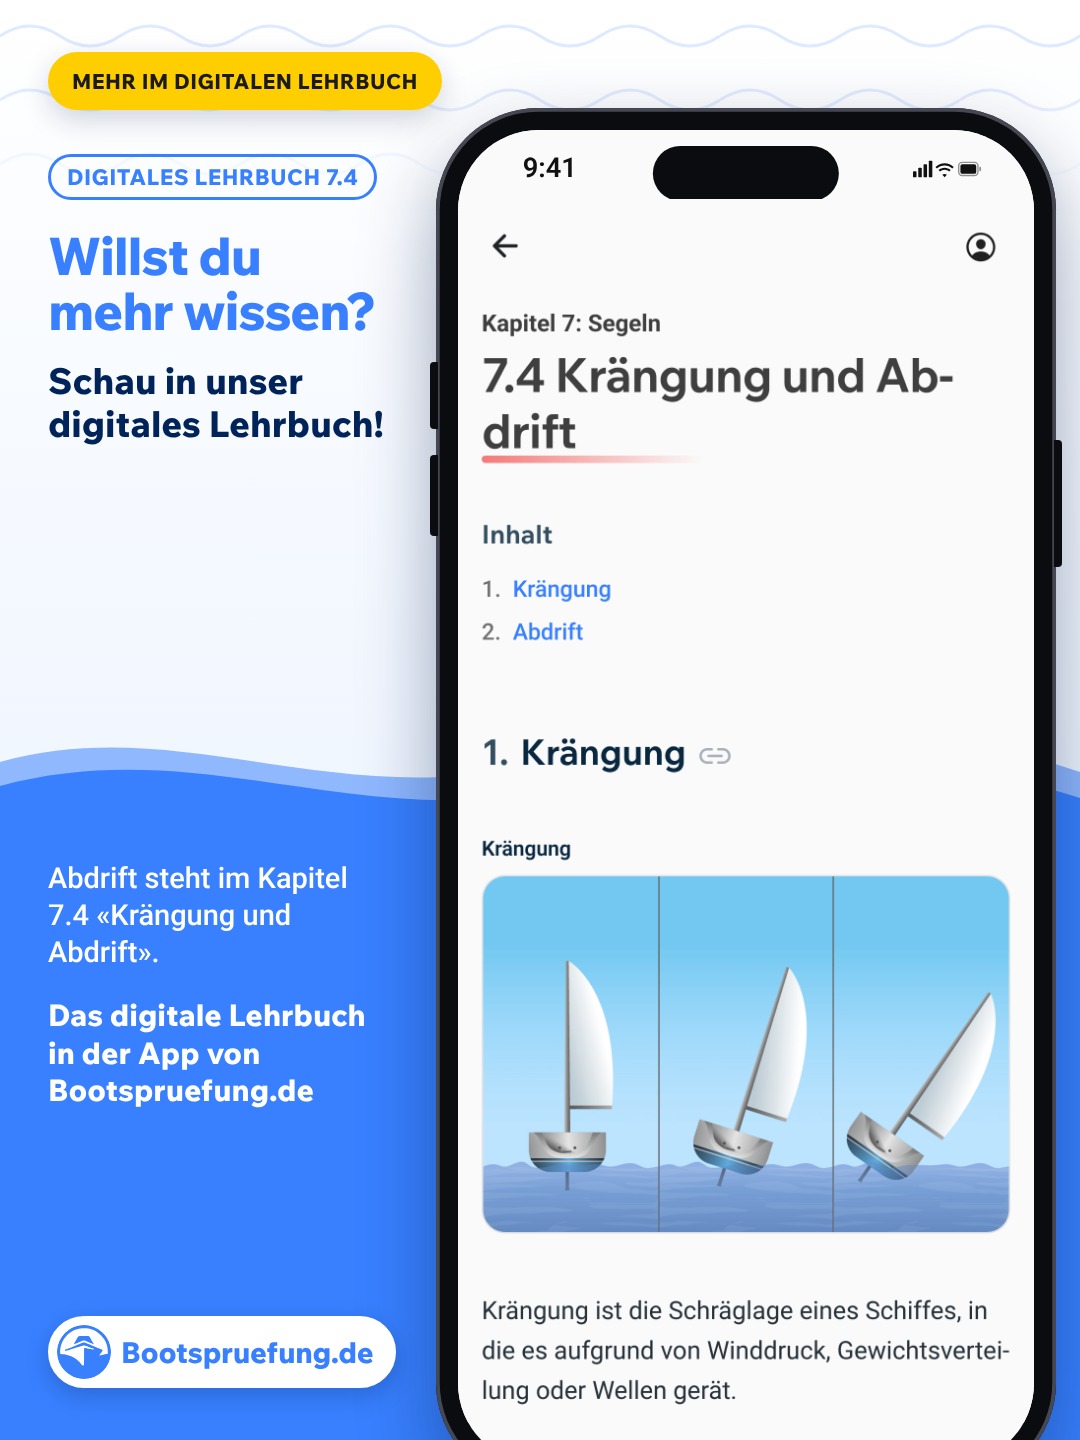 MEHR IM DIGITALEN LEHRBUCH
DIGITALES LEHRBUCH 7.4
Willst du
mehr wissen?
Schau in unser
digitales Lehrbuch!
Abdrift steht im Kapitel
7.4 «Krängung und
Abdrift».
Das digitale Lehrbuch
in der App von
Bootspruefung.de
Bootspruefung.de
9:41
Kapitel 7: Segeln
7.4 Krängung und Ab-
drift
Inhalt
1. Krängung
2. Abdrift
1. Krängung
Krängung
Krängung ist die Schräglage eines Schiffes, in
die es aufgrund von Winddruck, Gewichtsvertei-
lung oder Wellen gerät.